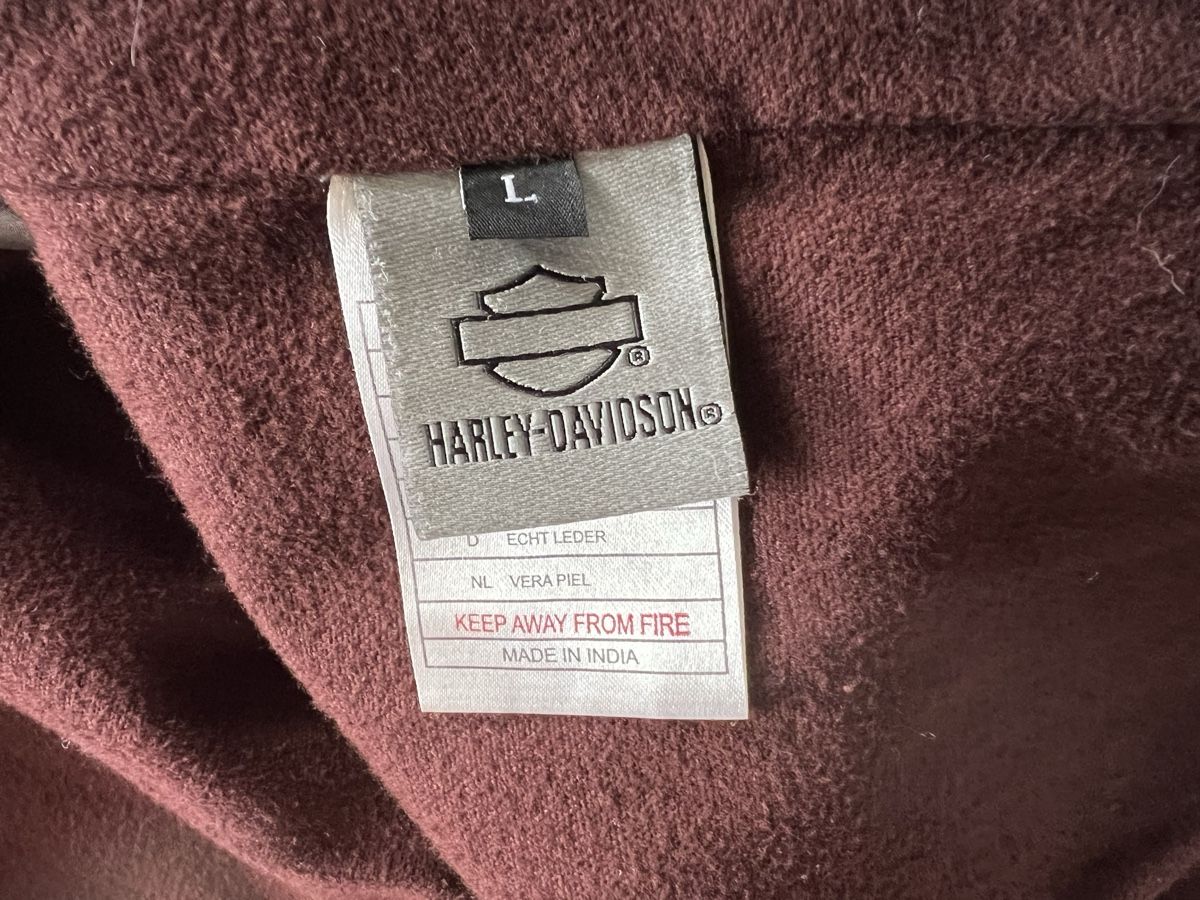 L
HARLEY-DAVIDSON®
D ECHT LEDER
NL VERA PIEL
KEEP AWAY FROM FIRE
MADE IN INDIA